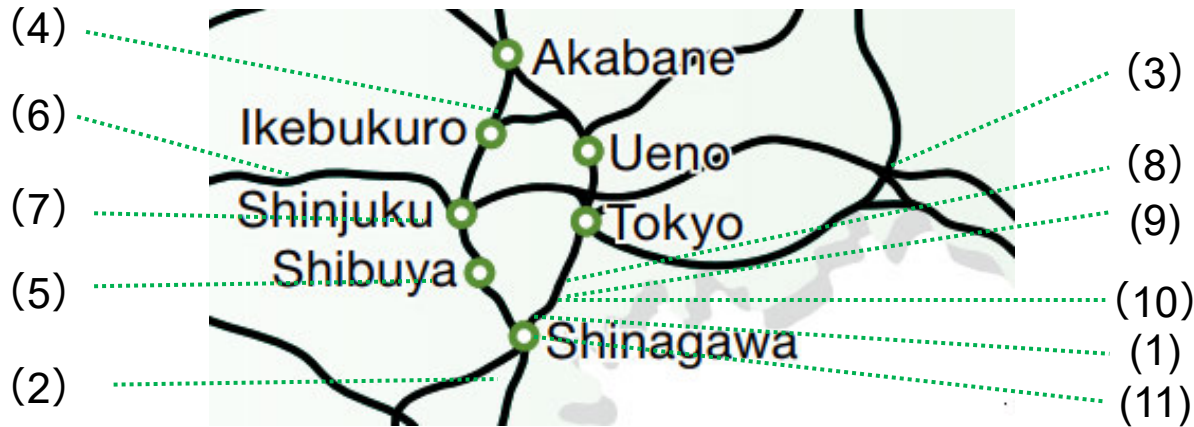 (4)
Akabane
(3)
(6)
Ikebukuro
Ueno
(8)
(7)
Shinjuku
Tokyo
(9)
(5)
Shibuya
(10)
Shinagawa
(1)
(2)
(11)